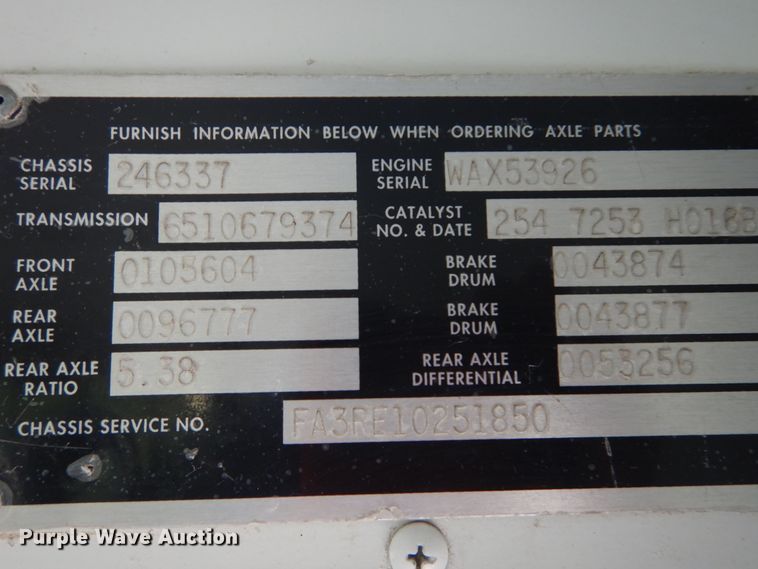 FURNISH INFORMATION BELOW WHEN ORDERING AXLE PARTS
CHASSIS SERIAL 246337 ENGINE SERIAL WAX53926
TRANSMISSION 6510679374 CATALYST NO. & DATE 254 7253
FRONT AXLE 0105604 BRAKE DRUM 0043874
REAR AXLE 0096777 BRAKE DRUM 0043877
REAR AXLE RATIO 5.38 REAR AXLE DIFFERENTIAL 0053256
CHASSIS SERVICE NO. FA3RE10251850
Purple Wave Auction